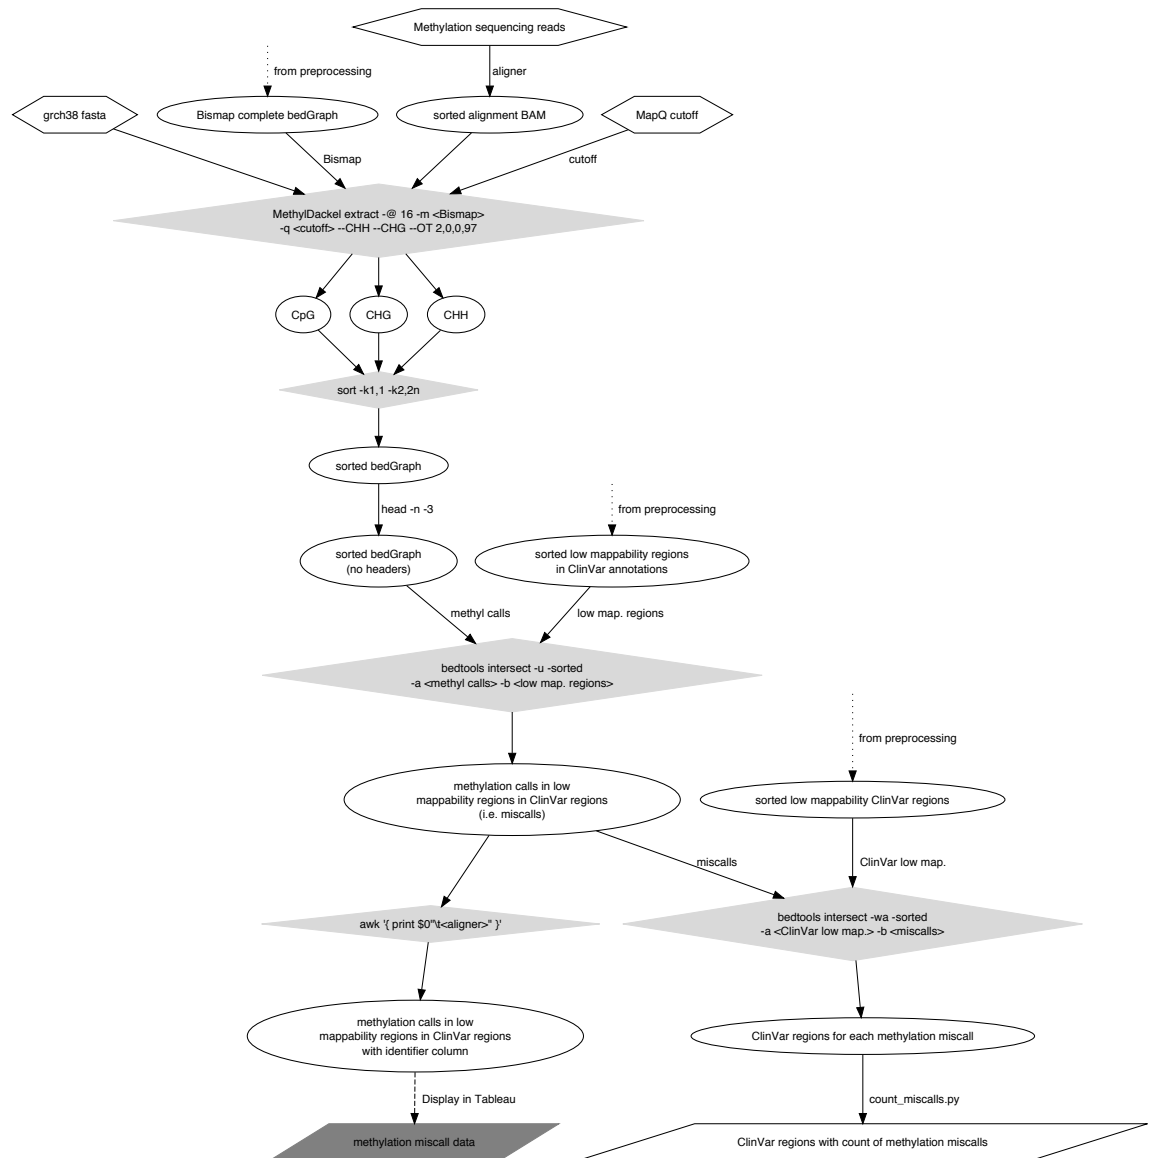 Methylation sequencing reads
from preprocessing
aligner
grch38 fasta
Bismap complete bedGraph
sorted alignment BAM
MapQ cutoff
Bismap
cutoff
MethylDackel extract -@ 16 -m <Bismap>
-q <cutoff> --CHH --CHG --OT 2,0,0,97
CpG
CHG
CHH
sort -k1,1 -k2,2n
sorted bedGraph
head -n -3
from preprocessing
sorted bedGraph
(no headers)
sorted low mappability regions
in ClinVar annotations
methyl calls
low map. regions
bedtools intersect -u -sorted
-a <methyl calls> -b <low map. regions>
from preprocessing
methylation calls in low
mappability regions in ClinVar regions
(i.e. miscalls)
sorted low mappability ClinVar regions
miscalls
ClinVar low map.
awk '{ print $0"\t<aligner>" }'
bedtools intersect -wa -sorted
-a <ClinVar low map.> -b <miscalls>
methylation calls in low
mappability regions in ClinVar regions
with identifier column
ClinVar regions for each methylation miscall
Display in Tableau
count_miscalls.py
methylation miscall data
ClinVar regions with count of methylation miscalls